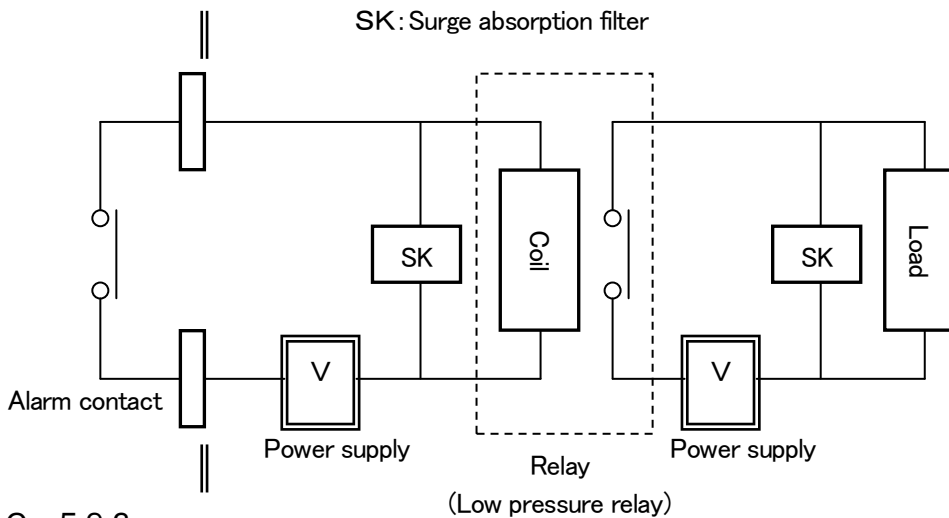 SK: Surge absorption filter
SK
Coil
SK
Load
V
V
Alarm contact
Power supply
Power supply
Relay
(Low pressure relay)